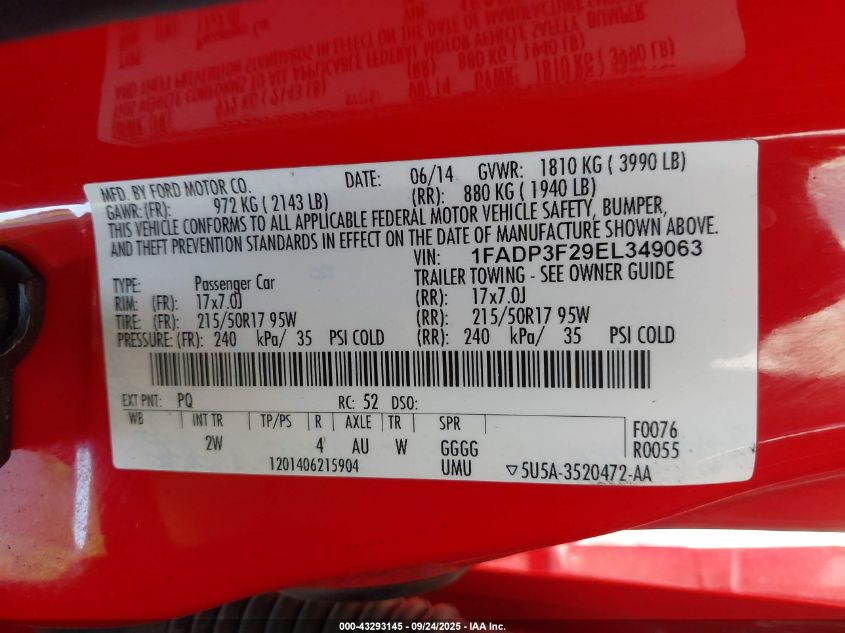 MFD. BY FORD MOTOR CO. DATE: 06/14 GVWR: 1810 KG ( 3990 LB)
GAWR: (FR): 972 KG ( 2143 LB) (RR): 880 KG ( 1940 LB)
THIS VEHICLE CONFORMS TO ALL APPLICABLE FEDERAL MOTOR VEHICLE SAFETY, BUMPER,
AND THEFT PREVENTION STANDARDS IN EFFECT ON THE DATE OF MANUFACTURE SHOWN ABOVE.
VIN: 1FADP3F29EL349063
TYPE: Passenger Car TRAILER TOWING - SEE OWNER GUIDE
RIM: (FR): 17x7.0J (RR): 17x7.0J
TIRE: (FR): 215/50R17 95W (RR): 215/50R17 95W
PRESSURE: (FR): 240 kPa/ 35 PSI COLD (RR): 240 kPa/ 35 PSI COLD
EXT PNT: PQ RC: 52 DSO:
WB INT TR TP/PS R AXLE TR SPR F0076
2W 4 AU W GGGG R0055
1201406215904 UMU ▽5U5A-3520472-AA
000-43293145 - 09/24/2025 - IAA Inc.